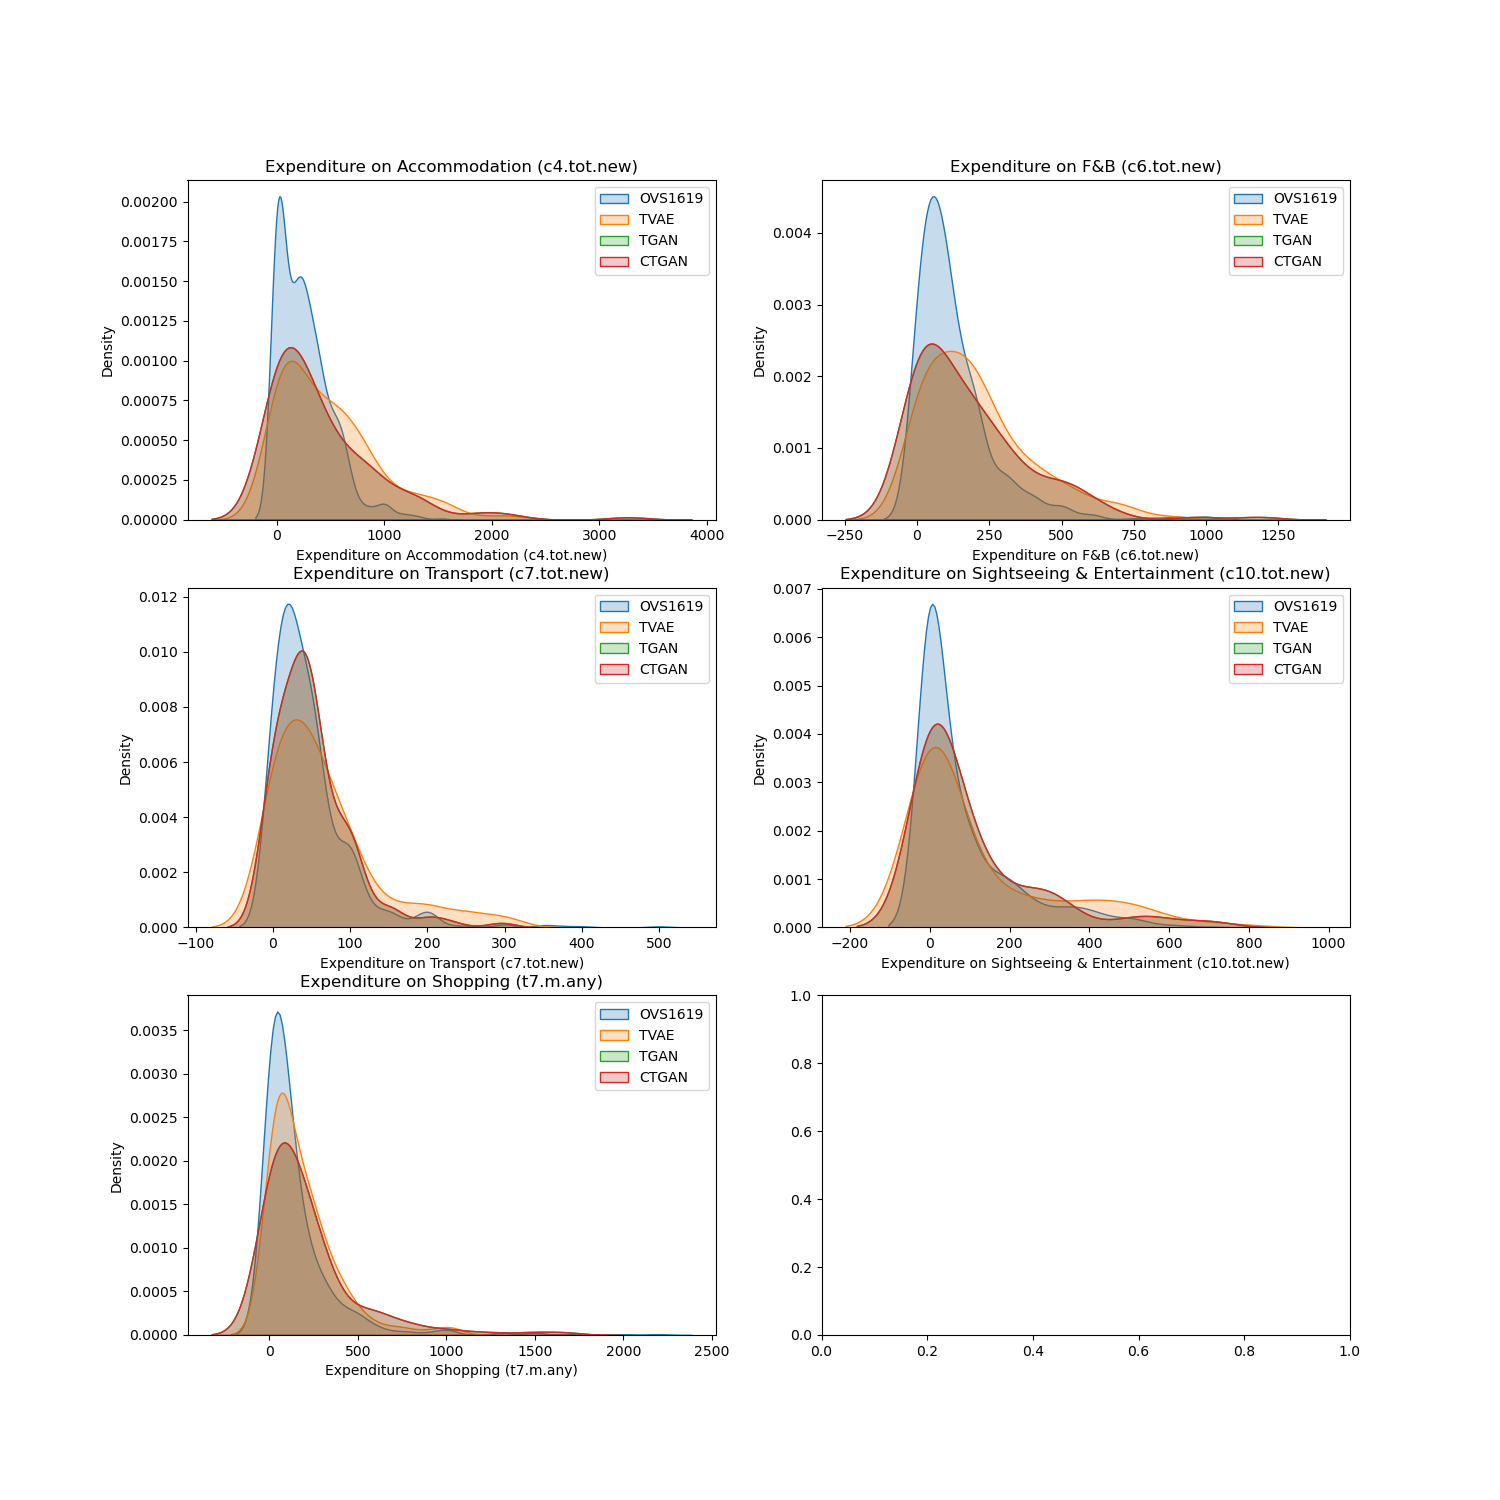 Expenditure on Accommodation (c4.tot.new)
OVS1619
TVAE
TGAN
CTGAN
0.00200
0.00175
0.00150
0.00125
0.00100
0.00075
0.00050
0.00025
0.00000
Density
0 1000 2000 3000 4000
Expenditure on Accommodation (c4.tot.new)
Expenditure on F&B (c6.tot.new)
OVS1619
TVAE
TGAN
CTGAN
0.004
0.003
0.002
0.001
0.000
Density
−250 0 250 500 750 1000 1250
Expenditure on F&B (c6.tot.new)
Expenditure on Transport (c7.tot.new)
OVS1619
TVAE
TGAN
CTGAN
0.012
0.010
0.008
0.006
0.004
0.002
0.000
Density
−100 0 100 200 300 400 500
Expenditure on Transport (c7.tot.new)
Expenditure on Sightseeing & Entertainment (c10.tot.new)
OVS1619
TVAE
TGAN
CTGAN
0.007
0.006
0.005
0.004
0.003
0.002
0.001
0.000
Density
−200 0 200 400 600 800 1000
Expenditure on Sightseeing & Entertainment (c10.tot.new)
Expenditure on Shopping (t7.m.any)
OVS1619
TVAE
TGAN
CTGAN
0.0035
0.0030
0.0025
0.0020
0.0015
0.0010
0.0005
0.0000
Density
0 500 1000 1500 2000 2500
Expenditure on Shopping (t7.m.any)
1.0
0.8
0.6
0.4
0.2
0.0
0.0 0.2 0.4 0.6 0.8 1.0